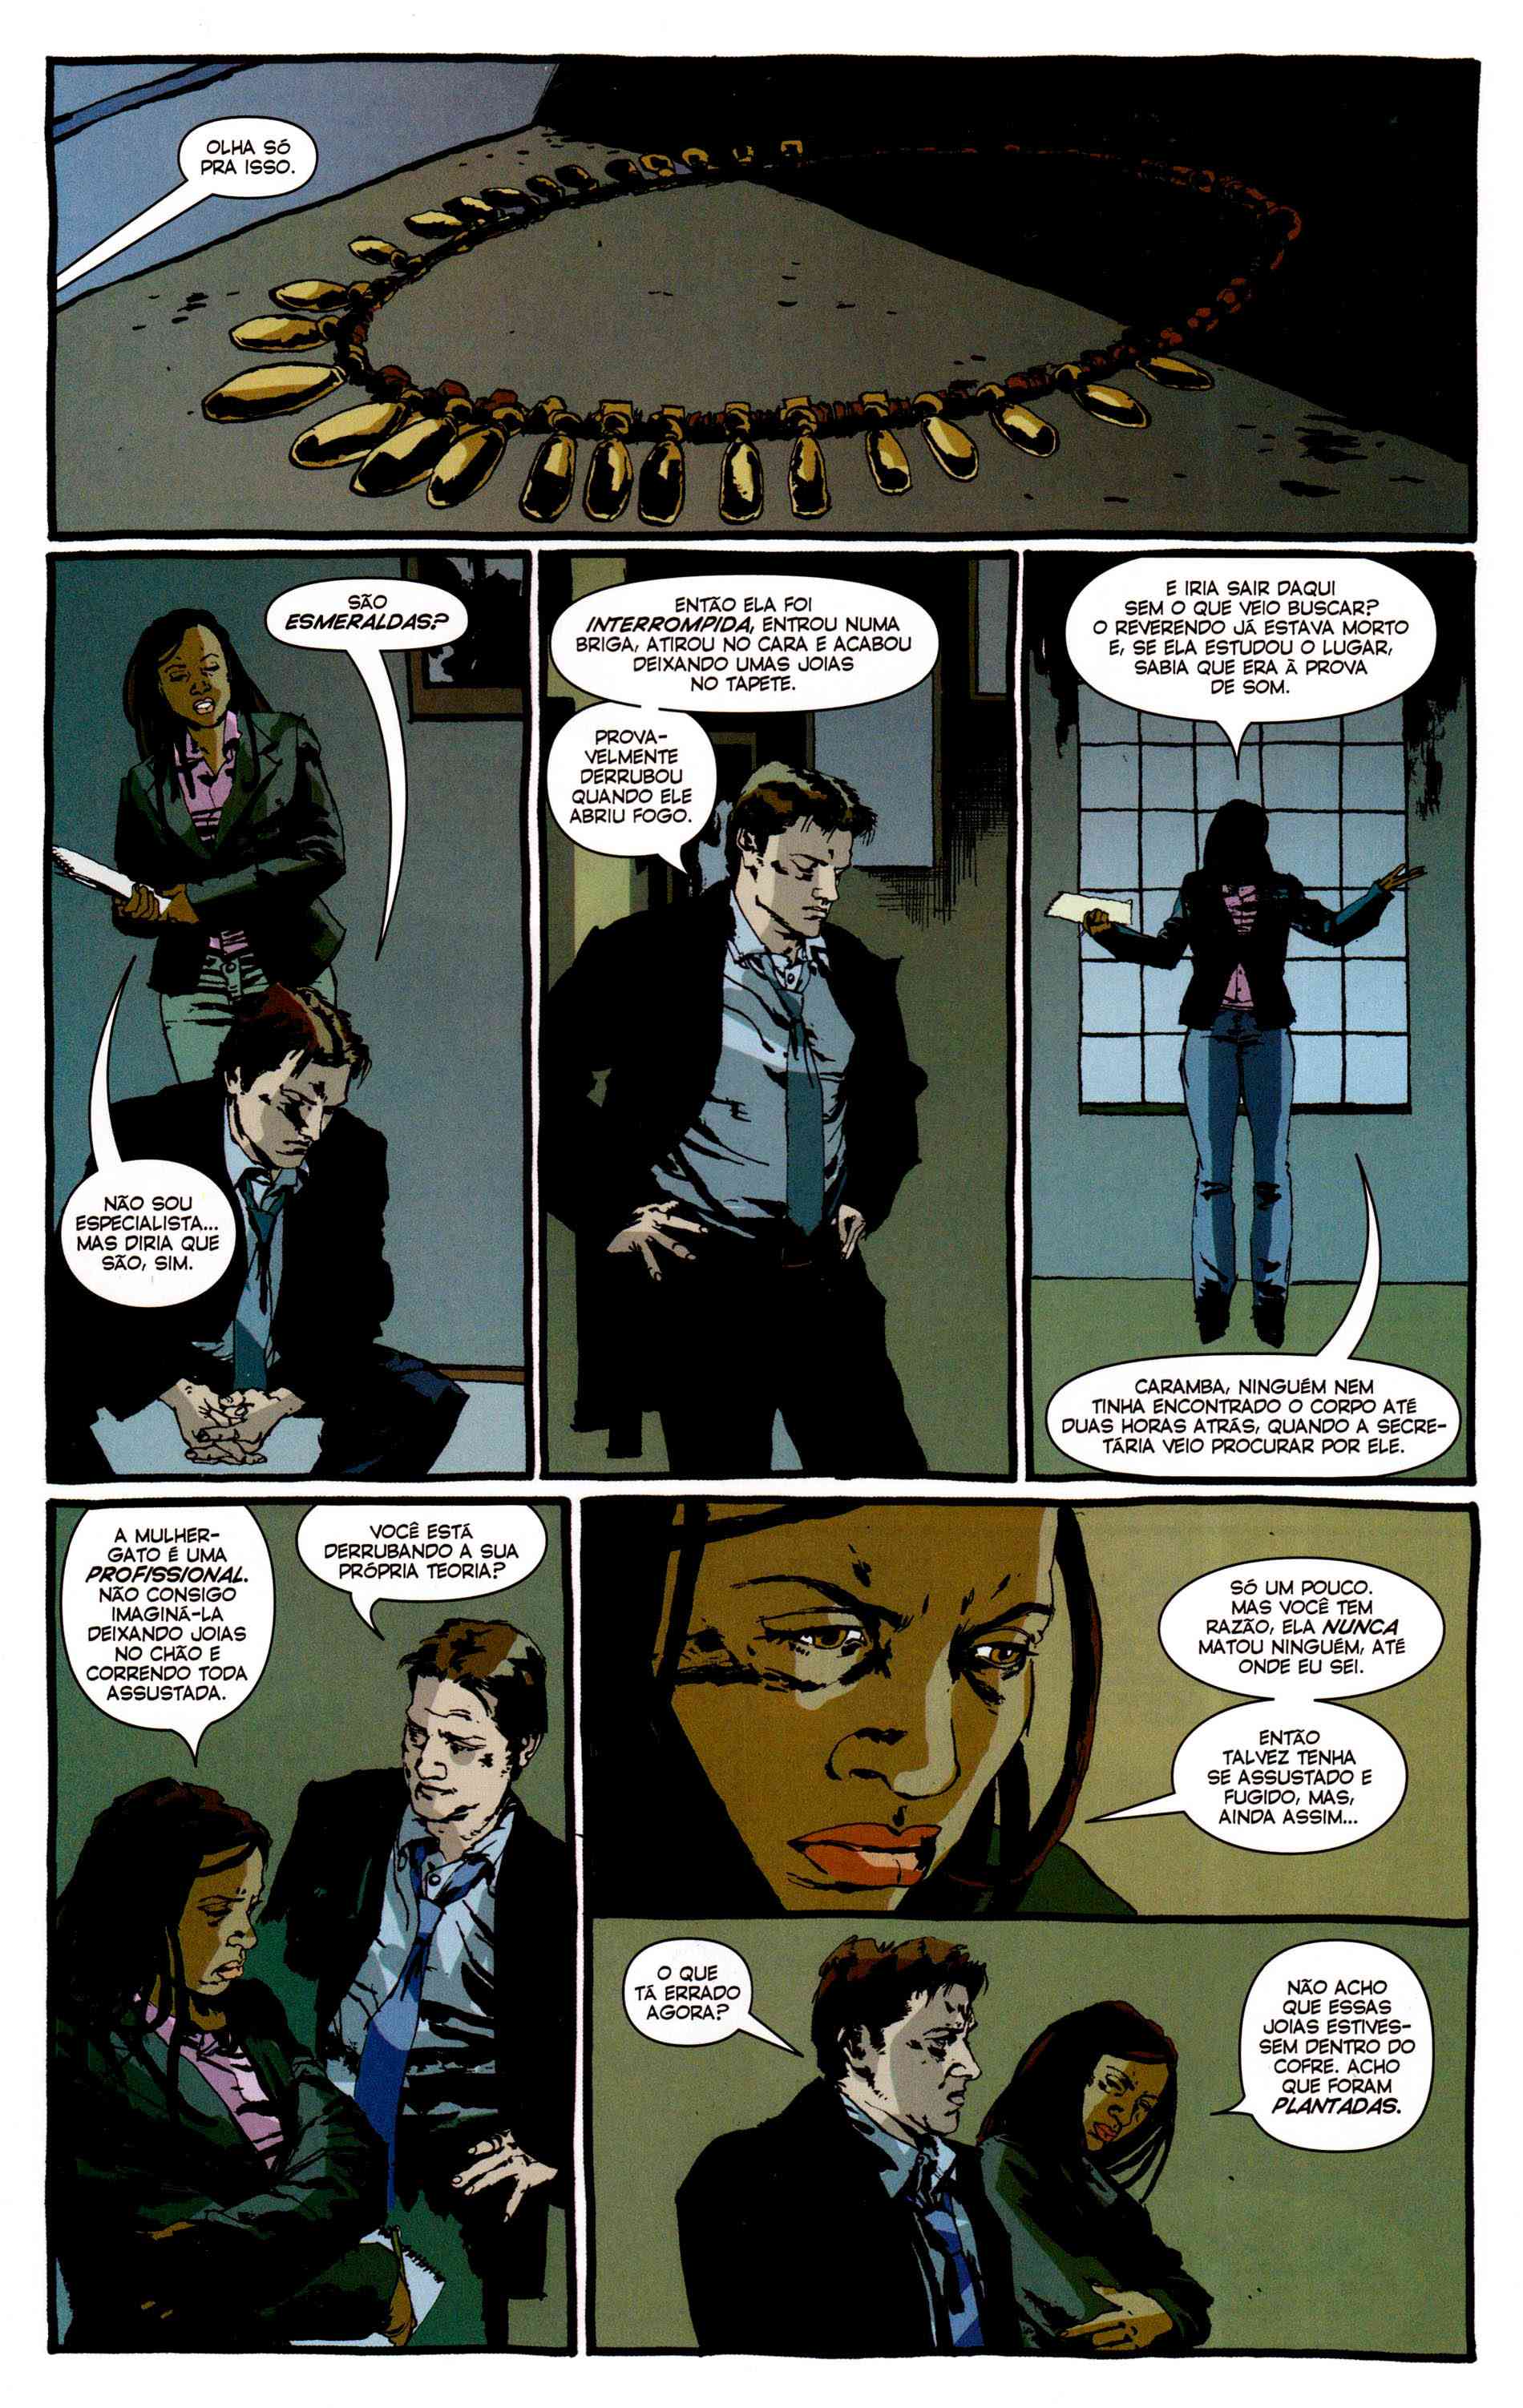 OLHA SÓ
PRA ISSO.
SÃO
ESMERALDAS?
NÃO SOU
ESPECIALISTA...
MAS DIRIA QUE
SÃO, SIM.
ENTÃO ELA FOI
INTERROMPIDA, ENTROU NUMA
BRIGA, ATIROU NO CARA E ACABOU
DEIXANDO UMAS JOIAS
NO TAPETE.
PROVA-
VELMENTE
DERRUBOU
QUANDO ELE
ABRIU FOGO.
E IRIA SAIR DAQUI
SEM O QUE VEIO BUSCAR?
O REVERENDO JÁ ESTAVA MORTO
E, SE ELA ESTUDOU O LUGAR,
SABIA QUE ERA À PROVA
DE SOM.
CARAMBA, NINGUÉM NEM
TINHA ENCONTRADO O CORPO ATÉ
DUAS HORAS ATRÁS, QUANDO A SECRE-
TÁRIA VEIO PROCURAR POR ELE.
A MULHER-
GATO É UMA
PROFISSIONAL.
NÃO CONSIGO
IMAGINÁ-LA
DEIXANDO JOIAS
NO CHÃO E
CORRENDO TODA
ASSUSTADA.
VOCÊ ESTÁ
DERRUBANDO A SUA
PRÓPRIA TEORIA?
SÓ UM POUCO.
MAS VOCÊ TEM
RAZÃO, ELA NUNCA
MATOU NINGUÉM, ATÉ
ONDE EU SEI.
ENTÃO
TALVEZ TENHA
SE ASSUSTADO E
FUGIDO, MAS,
AINDA ASSIM...
O QUE
TÁ ERRADO
AGORA?
NÃO ACHO
QUE ESSAS
JOIAS ESTIVES-
SEM DENTRO DO
COFRE. ACHO
QUE FORAM
PLANTADAS.